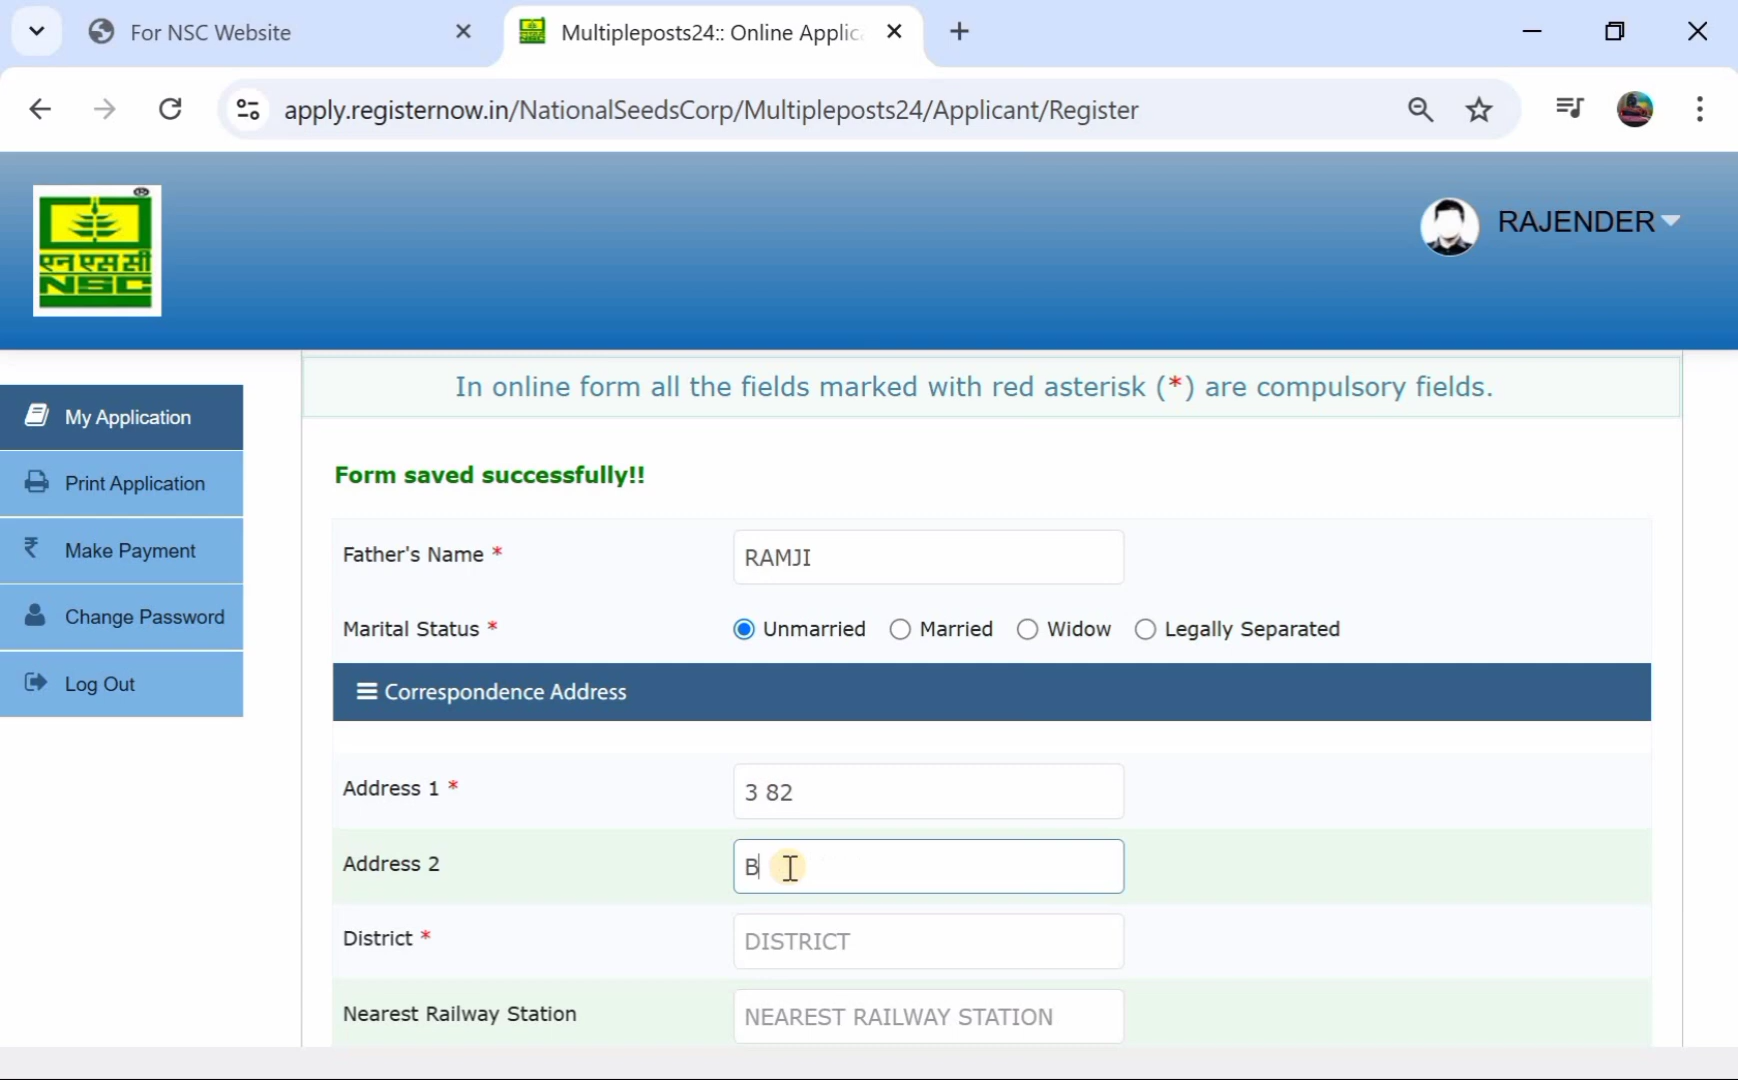 For NSC Website
Multipleposts24:: Online Applic
apply.registernow.in/NationalSeedsCorp/Multipleposts24/Applicant/Register
एन एस सी
NSC
RAJENDER
My Application
Print Application
Make Payment
Change Password
Log Out
In online form all the fields marked with red asterisk (*) are compulsory fields.
Form saved successfully!!
Father's Name * RAMJI
Marital Status * Unmarried Married Widow Legally Separated
Correspondence Address
Address 1 * 3 82
Address 2 B
District * DISTRICT
Nearest Railway Station NEAREST RAILWAY STATION